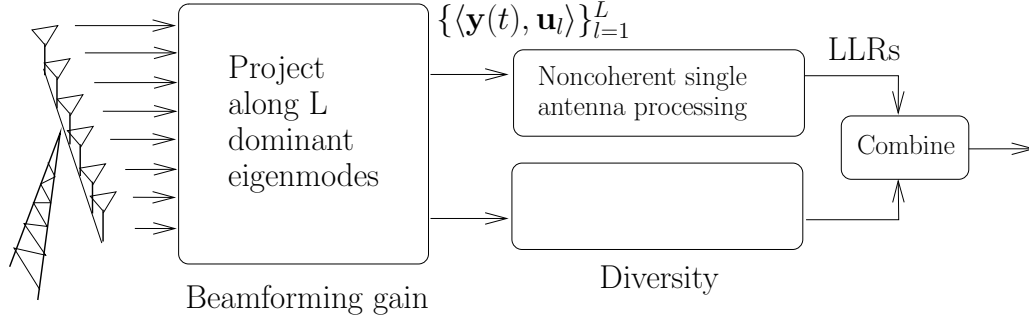 {⟨y(t), u_l⟩}_{l=1}^{L}
LLRs
Project
along L
dominant
eigenmodes
Noncoherent single
antenna processing
Combine
Diversity
Beamforming gain